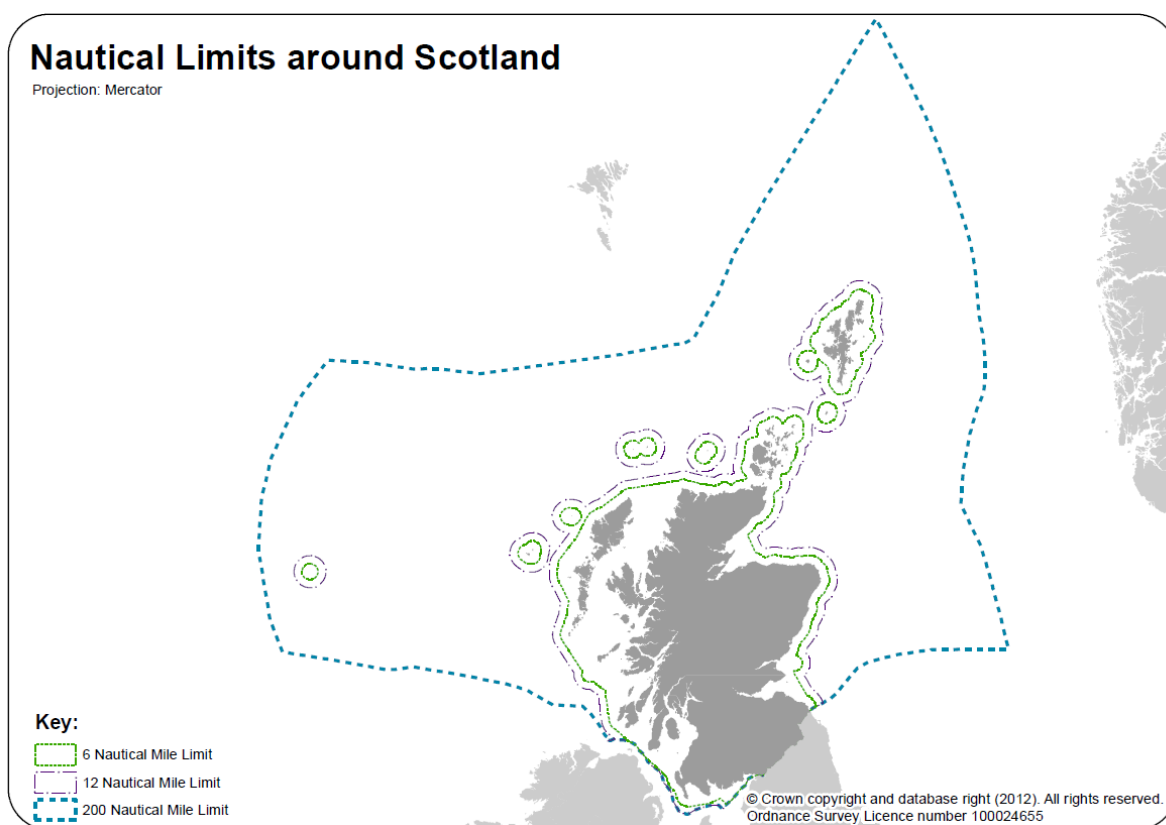 Nautical Limits around Scotland
Projection: Mercator
Key:
6 Nautical Mile Limit
12 Nautical Mile Limit
200 Nautical Mile Limit
© Crown copyright and database right (2012). All rights reserved.
Ordnance Survey Licence number 100024655